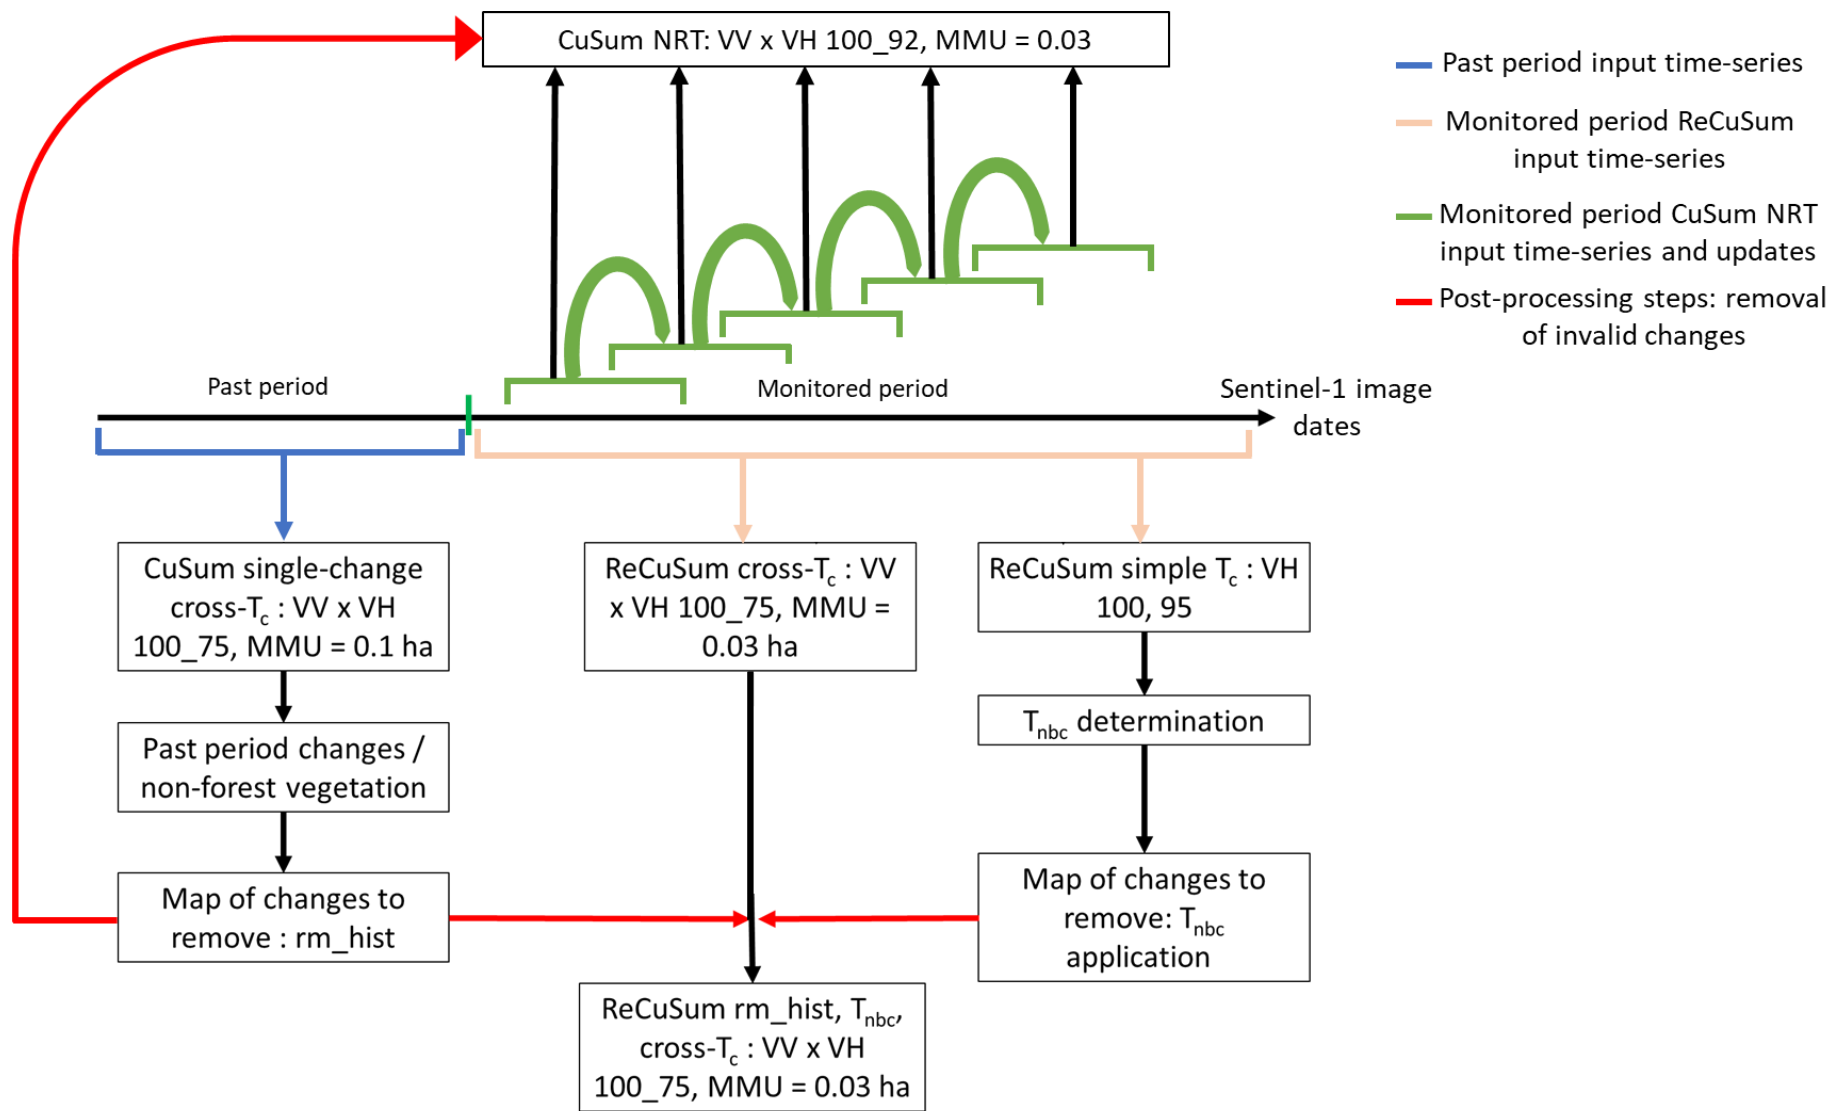 CuSum NRT: VV x VH 100_92, MMU = 0.03
Past period input time-series
Monitored period ReCuSum
input time-series
Monitored period CuSum NRT
input time-series and updates
Post-processing steps: removal
of invalid changes
Past period
Monitored period
Sentinel-1 image
dates
CuSum single-change
cross-Tc : VV x VH
100_75, MMU = 0.1 ha
ReCuSum cross-Tc : VV
x VH 100_75, MMU =
0.03 ha
ReCuSum simple Tc : VH
100, 95
Past period changes /
non-forest vegetation
Tnbc determination
Map of changes to
remove : rm_hist
Map of changes to
remove: Tnbc
application
ReCuSum rm_hist, Tnbc,
cross-Tc : VV x VH
100_75, MMU = 0.03 ha